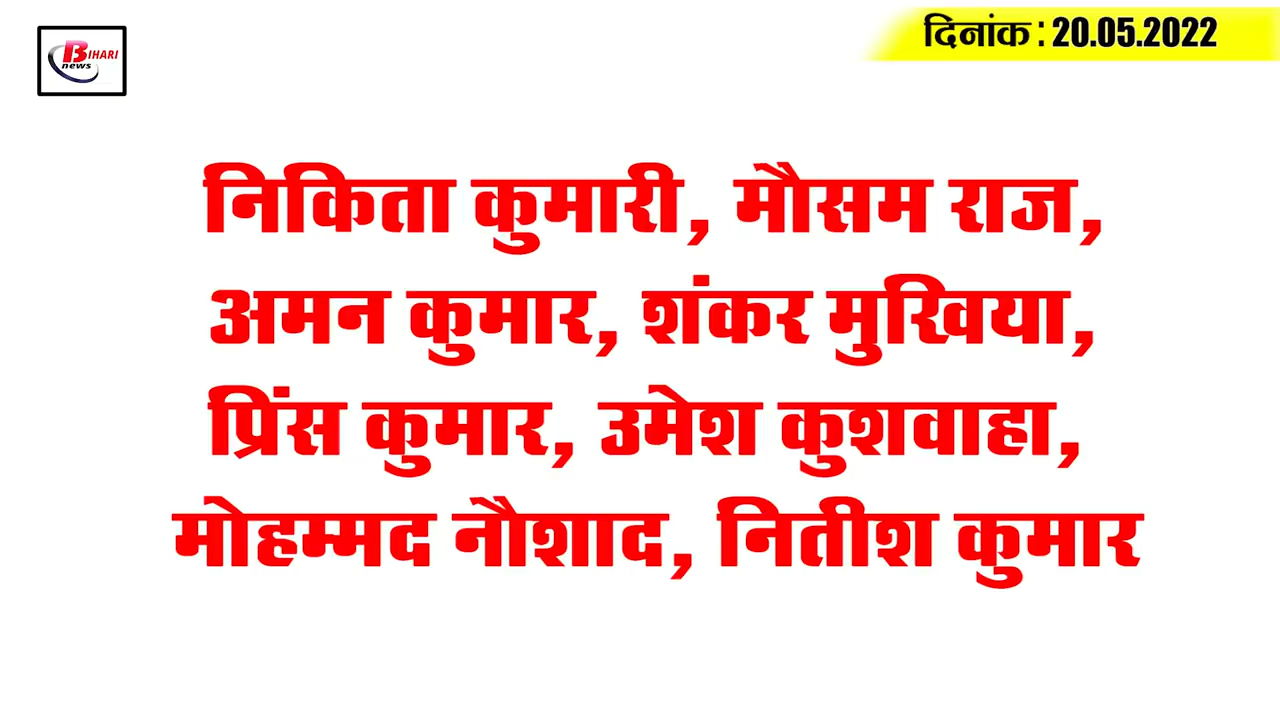 BIHARI
news
दिनांक : 20.05.2022
निकिता कुमारी, मौसम राज,
अमन कुमार, शंकर मुखिया,
प्रिंस कुमार, उमेश कुशवाहा,
मोहम्मद नौशाद, नितीश कुमार